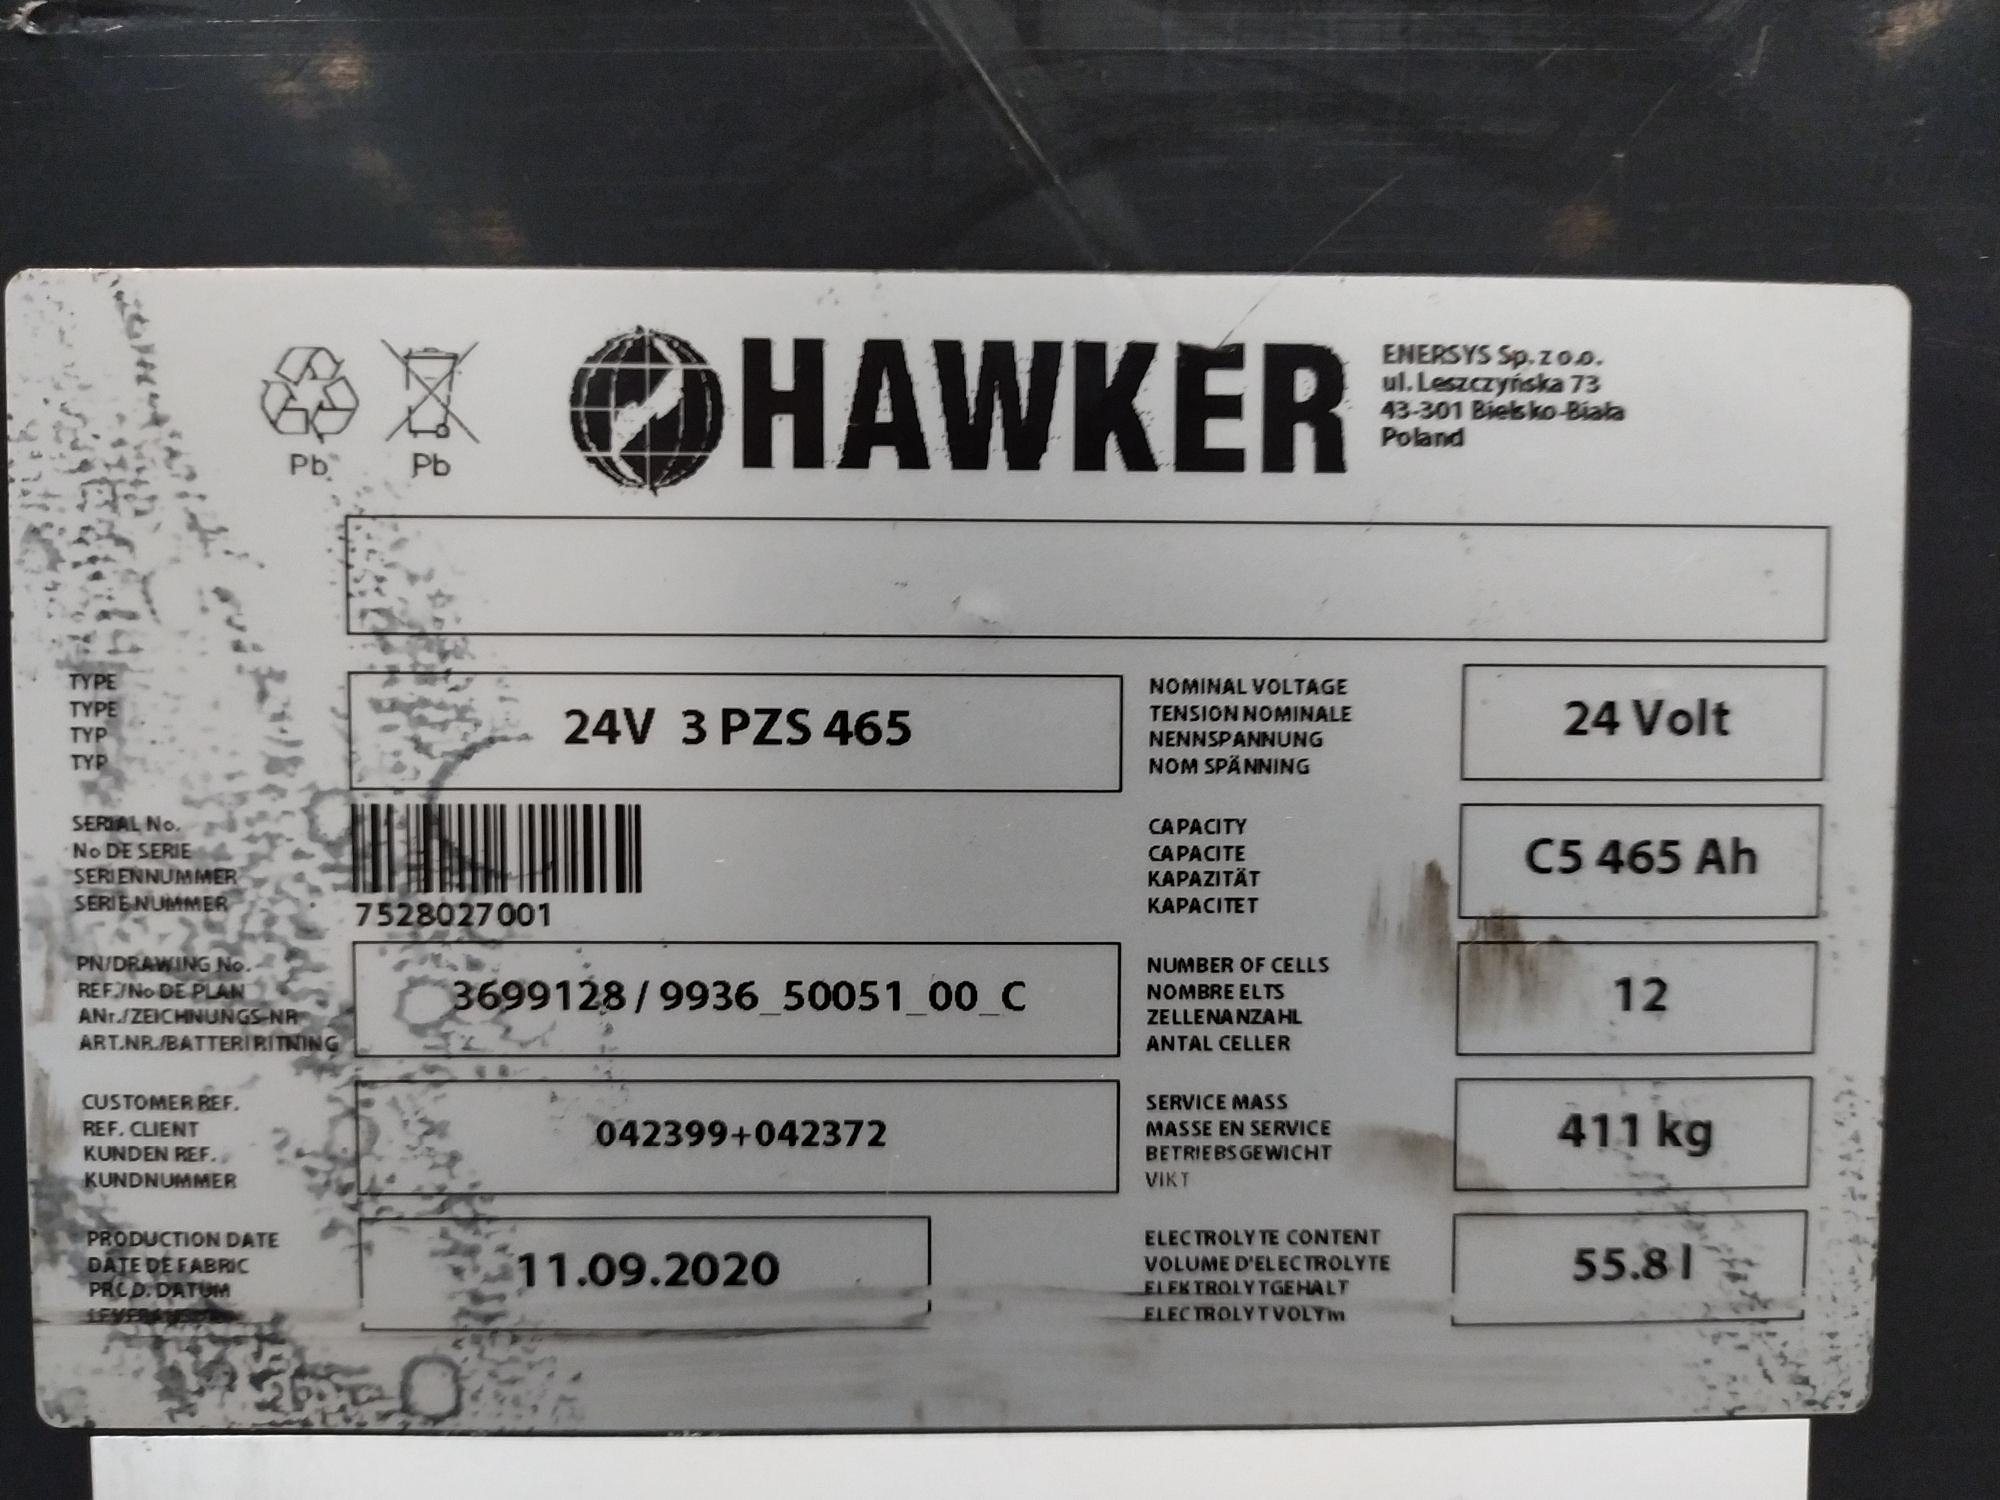 Pb
Pb
HAWKER
ENERSYS Sp. z o.o.
ul. Leszczyńska 73
43-301 Bielsko-Biała
Poland
TYPE
TYPE
TYP
TYP
24V 3 PZS 465
NOMINAL VOLTAGE
TENSION NOMINALE
NENNSPANNUNG
NOM SPÄNNING
24 Volt
SERIAL No.
No DE SERIE
SERIENNUMMER
SERIENUMMER
7528027001
CAPACITY
CAPACITE
KAPAZITÄT
KAPACITET
C5 465 Ah
PN/DRAWING No.
REF./No DE PLAN
ANr./ZEICHNUNGS-NR
ART.NR./BATTERIRITNING
3699128 / 9936_50051_00_C
NUMBER OF CELLS
NOMBRE ELTS
ZELLENANZAHL
ANTAL CELLER
12
CUSTOMER REF.
REF. CLIENT
KUNDEN REF.
KUNDNUMMER
042399+042372
SERVICE MASS
MASSE EN SERVICE
BETRIEBSGEWICHT
VIKT
411 kg
PRODUCTION DATE
DATE DE FABRIC
PROD. DATUM
11.09.2020
ELECTROLYTE CONTENT
VOLUME D'ELECTROLYTE
ELEKTROLYTGEHALT
ELECTROLYTVOLYm
55.8 l